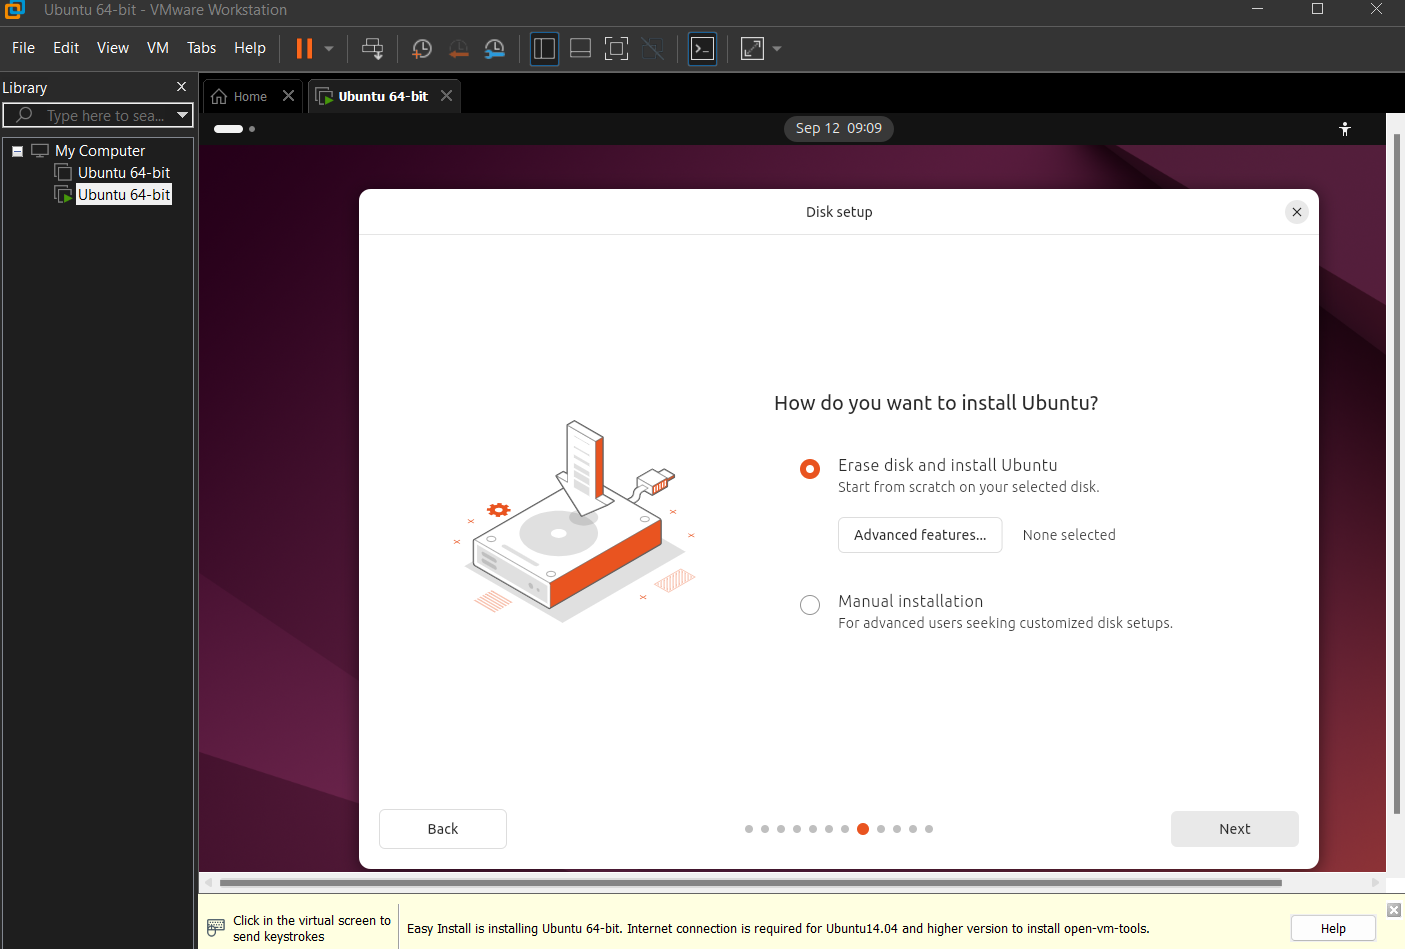 Ubuntu 64-bit - VMware Workstation
File Edit View VM Tabs Help
Library
Type here to sea...
My Computer
Ubuntu 64-bit
Ubuntu 64-bit
Home
Ubuntu 64-bit
Sep 12 09:09
Disk setup
How do you want to install Ubuntu?
Erase disk and install Ubuntu
Start from scratch on your selected disk.
Advanced features...
None selected
Manual installation
For advanced users seeking customized disk setups.
Back
Next
Click in the virtual screen to
send keystrokes
Easy Install is installing Ubuntu 64-bit. Internet connection is required for Ubuntu14.04 and higher version to install open-vm-tools.
Help